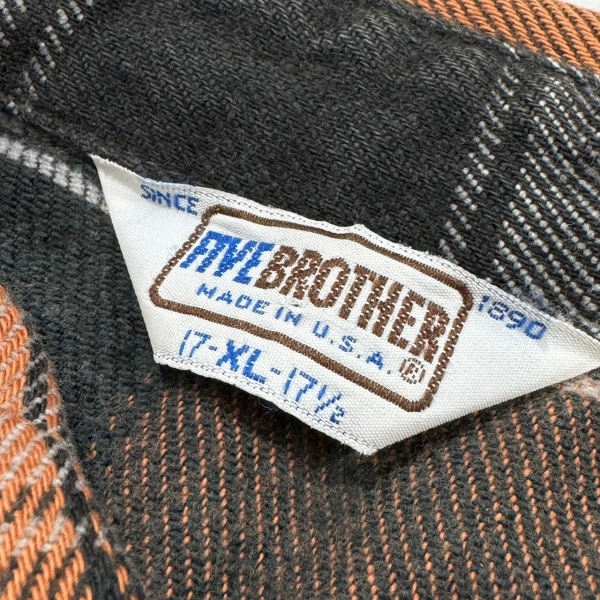 SINCE 1890
FIVE BROTHER ®
MADE IN U.S.A.
17-XL-17½